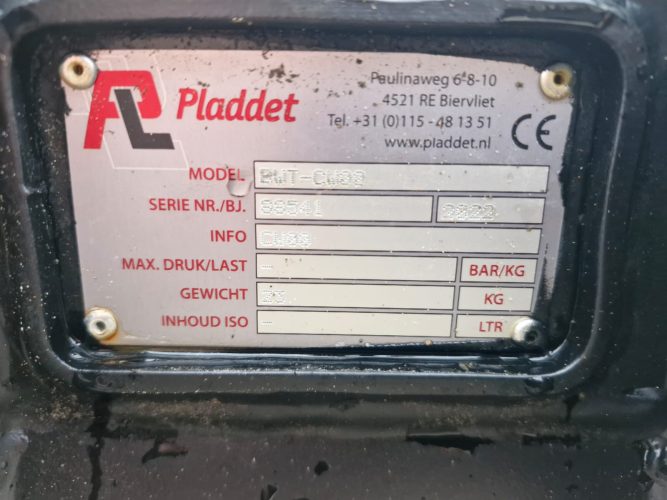 PL Pladdet
Paulinaweg 6-8-10
4521 RE Biervliet
Tel. +31 (0)115 - 48 13 51
www.pladdet.nl
CE
MODEL
SERIE NR./BJ.
INFO
MAX. DRUK/LAST - BAR/KG
GEWICHT KG
INHOUD ISO - LTR